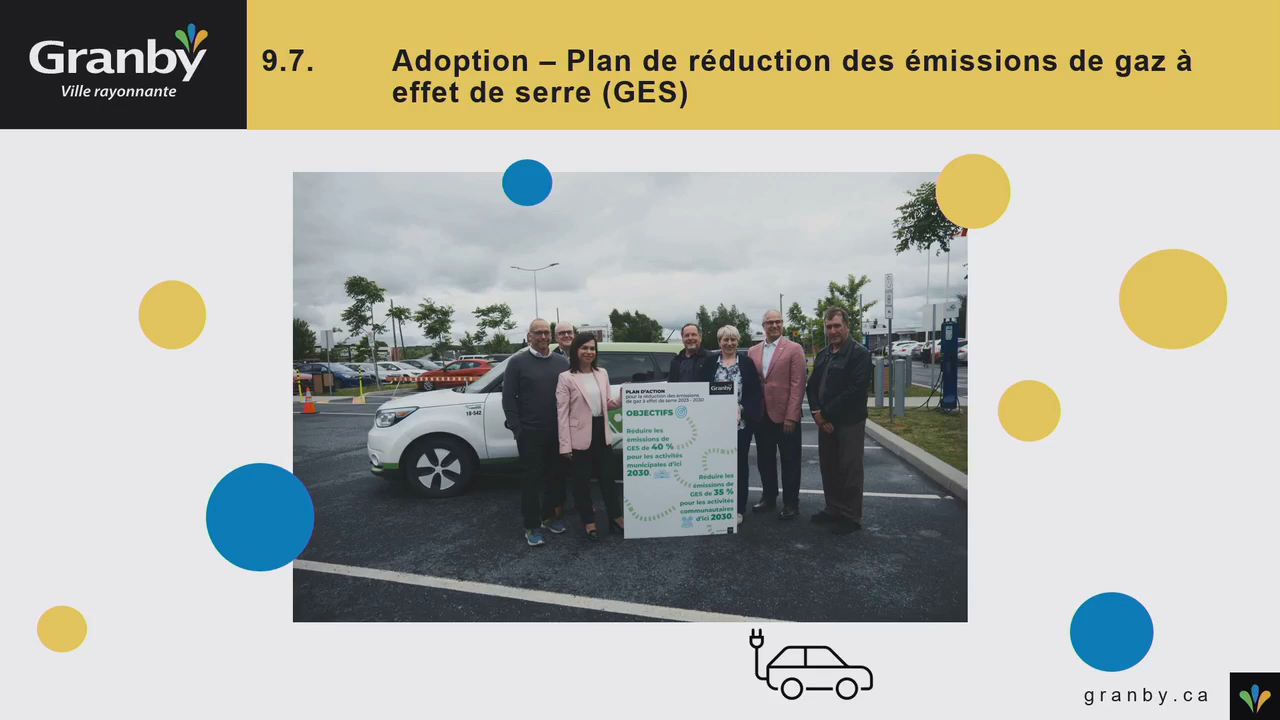 Granby
Ville rayonnante
9.7. Adoption – Plan de réduction des émissions de gaz à
effet de serre (GES)
18-542
Granby
PLAN D'ACTION
pour la réduction des émissions
de gaz à effet de serre 2023 - 2030
OBJECTIFS
Réduire les
émissions de
GES de 40 %
pour les activités
municipales d'ici
2030.
Réduire les
émissions de
GES de 35 %
pour les activités
communautaires
d'ici 2030.
granby.ca